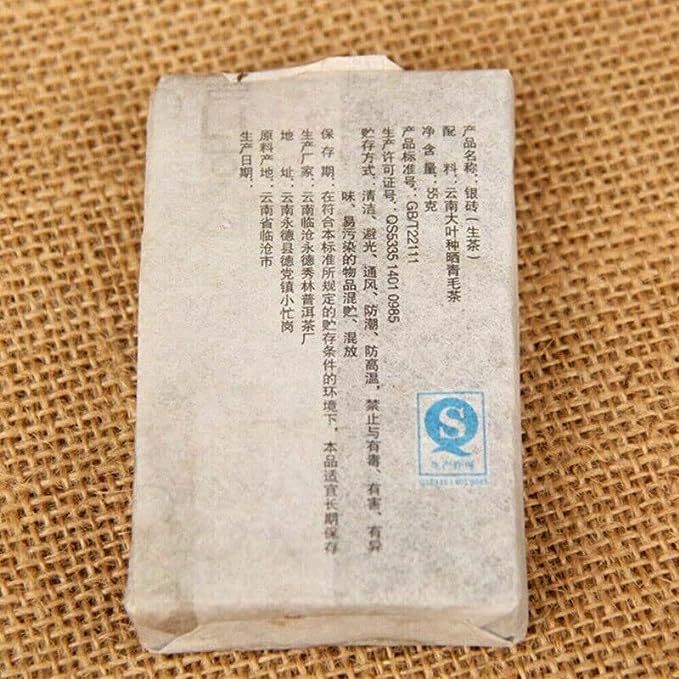 产品名称：银砖（生茶）
配 料：云南大叶种晒青毛茶
净 含 量：55克
产品标准号：GB/T22111
生产许可证号：QS5335 1401 0985
贮存方式：清洁、避光、通风、防潮、防高温，禁止与有毒、有害、有异
味、易污染的物品混贮、混放
保 存 期：在符合本标准所规定的贮存条件的环境下，本品适宜长期保存
生产厂家：云南临沧永德秀林普洱茶厂
地 址：云南永德县德党镇小忙岗
原料产地：云南省临沧市
生产日期：
S
生产许可